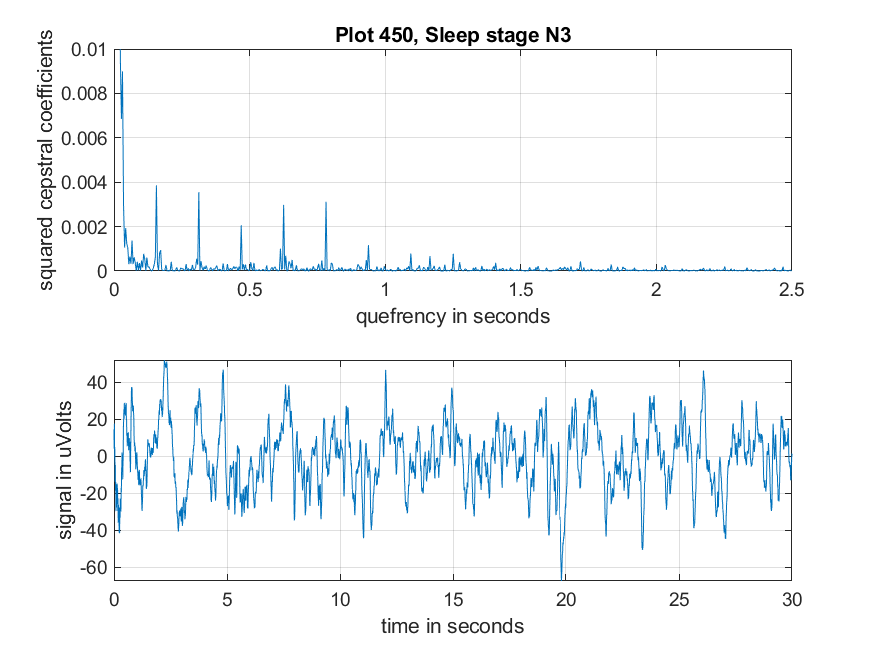 Plot 450, Sleep stage N3
squared cepstral coefficients
0.01
0.008
0.006
0.004
0.002
0
0 0.5 1 1.5 2 2.5
quefrency in seconds
signal in uVolts
40
20
0
-20
-40
-60
0 5 10 15 20 25 30
time in seconds